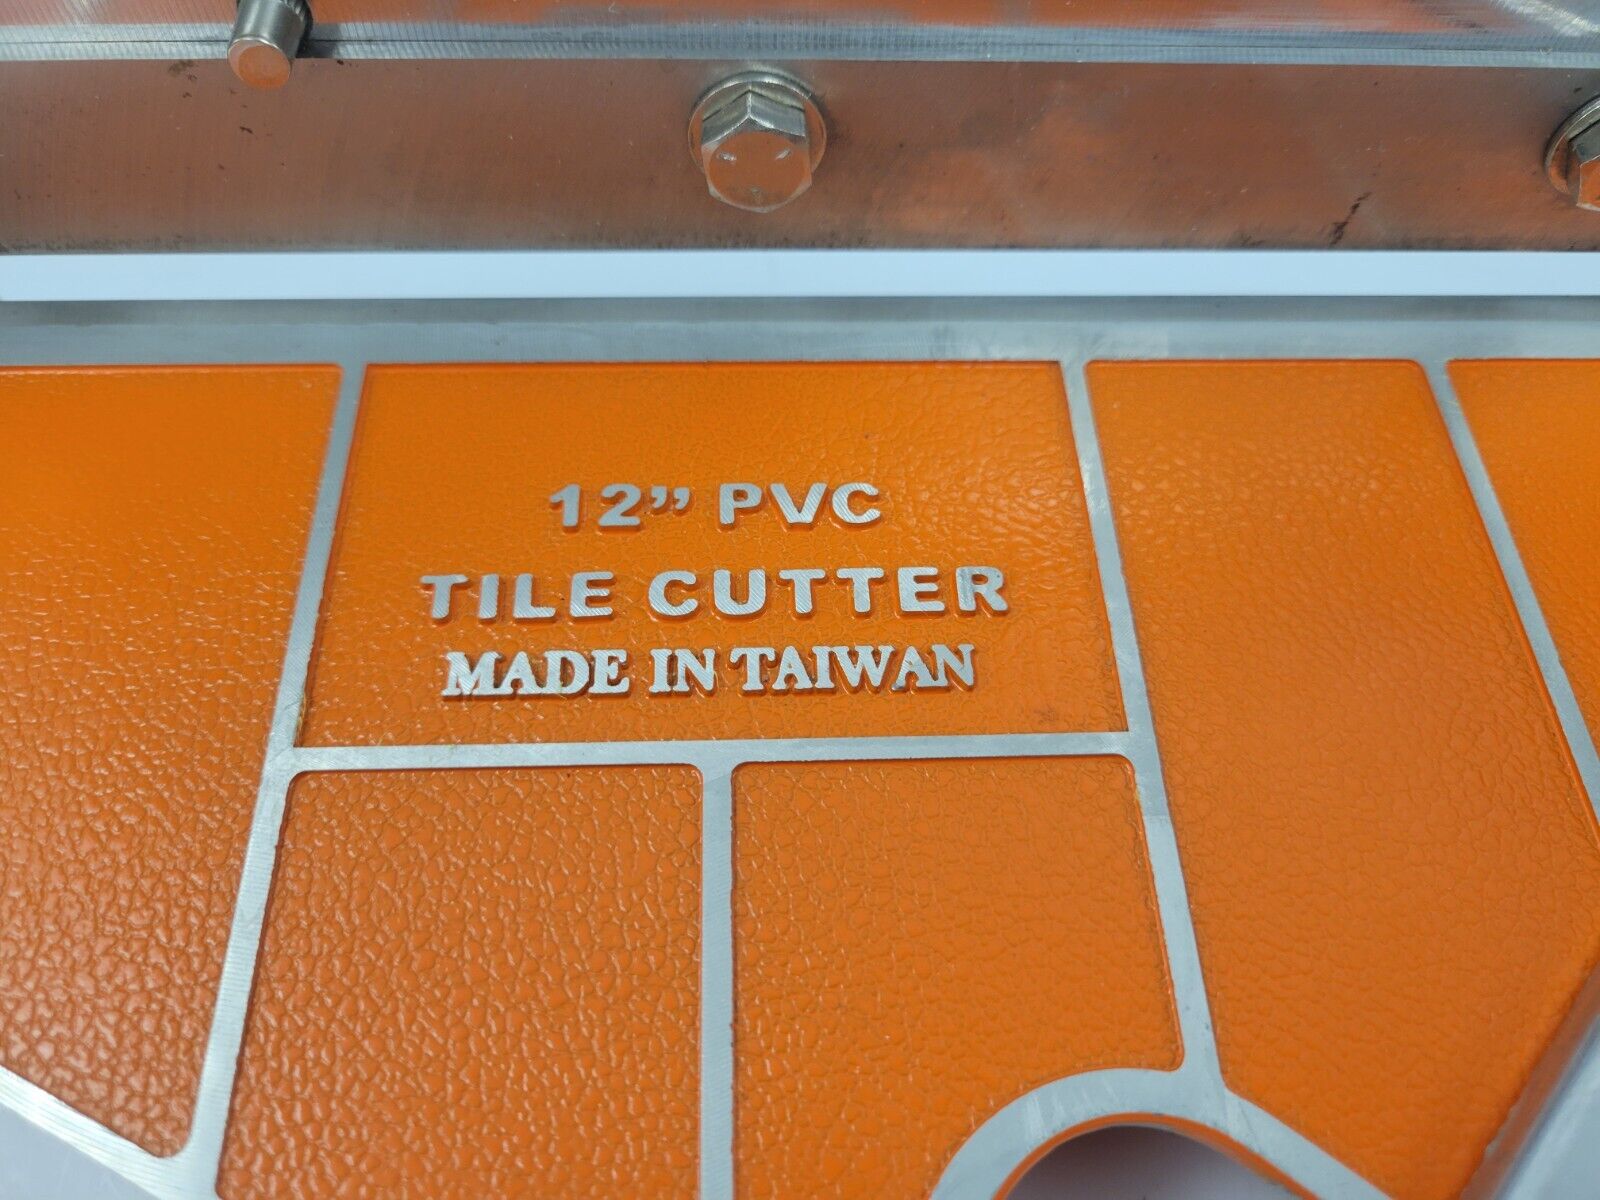 12” PVC
TILE CUTTER
MADE IN TAIWAN